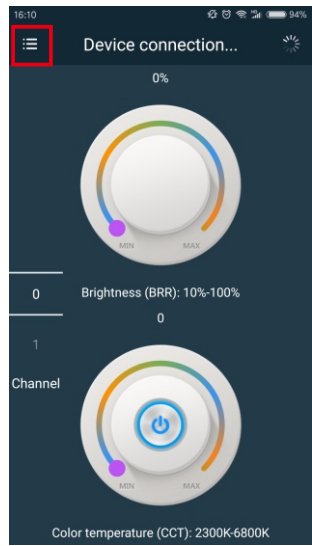 16:10
94%
Device connection...
0%
MIN MAX
0
Brightness (BRR): 10%-100%
0
1
Channel
MIN MAX
Color temperature (CCT): 2300K-6800K